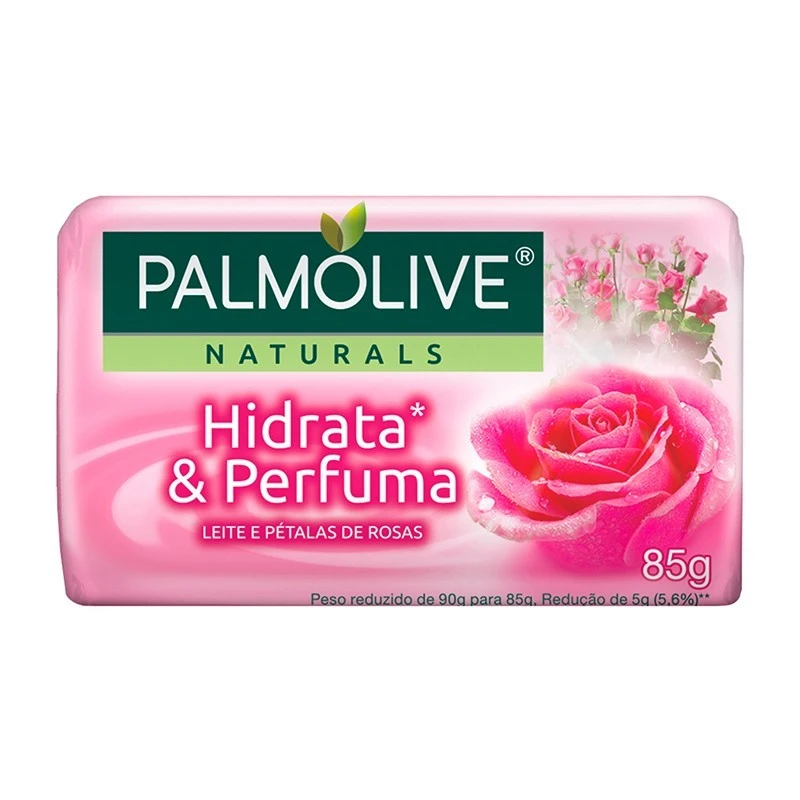 PALMOLIVE®
NATURALS
Hidrata*
& Perfuma
LEITE E PÉTALAS DE ROSAS
85g
Peso reduzido de 90g para 85g, Redução de 5g (5,6%)**